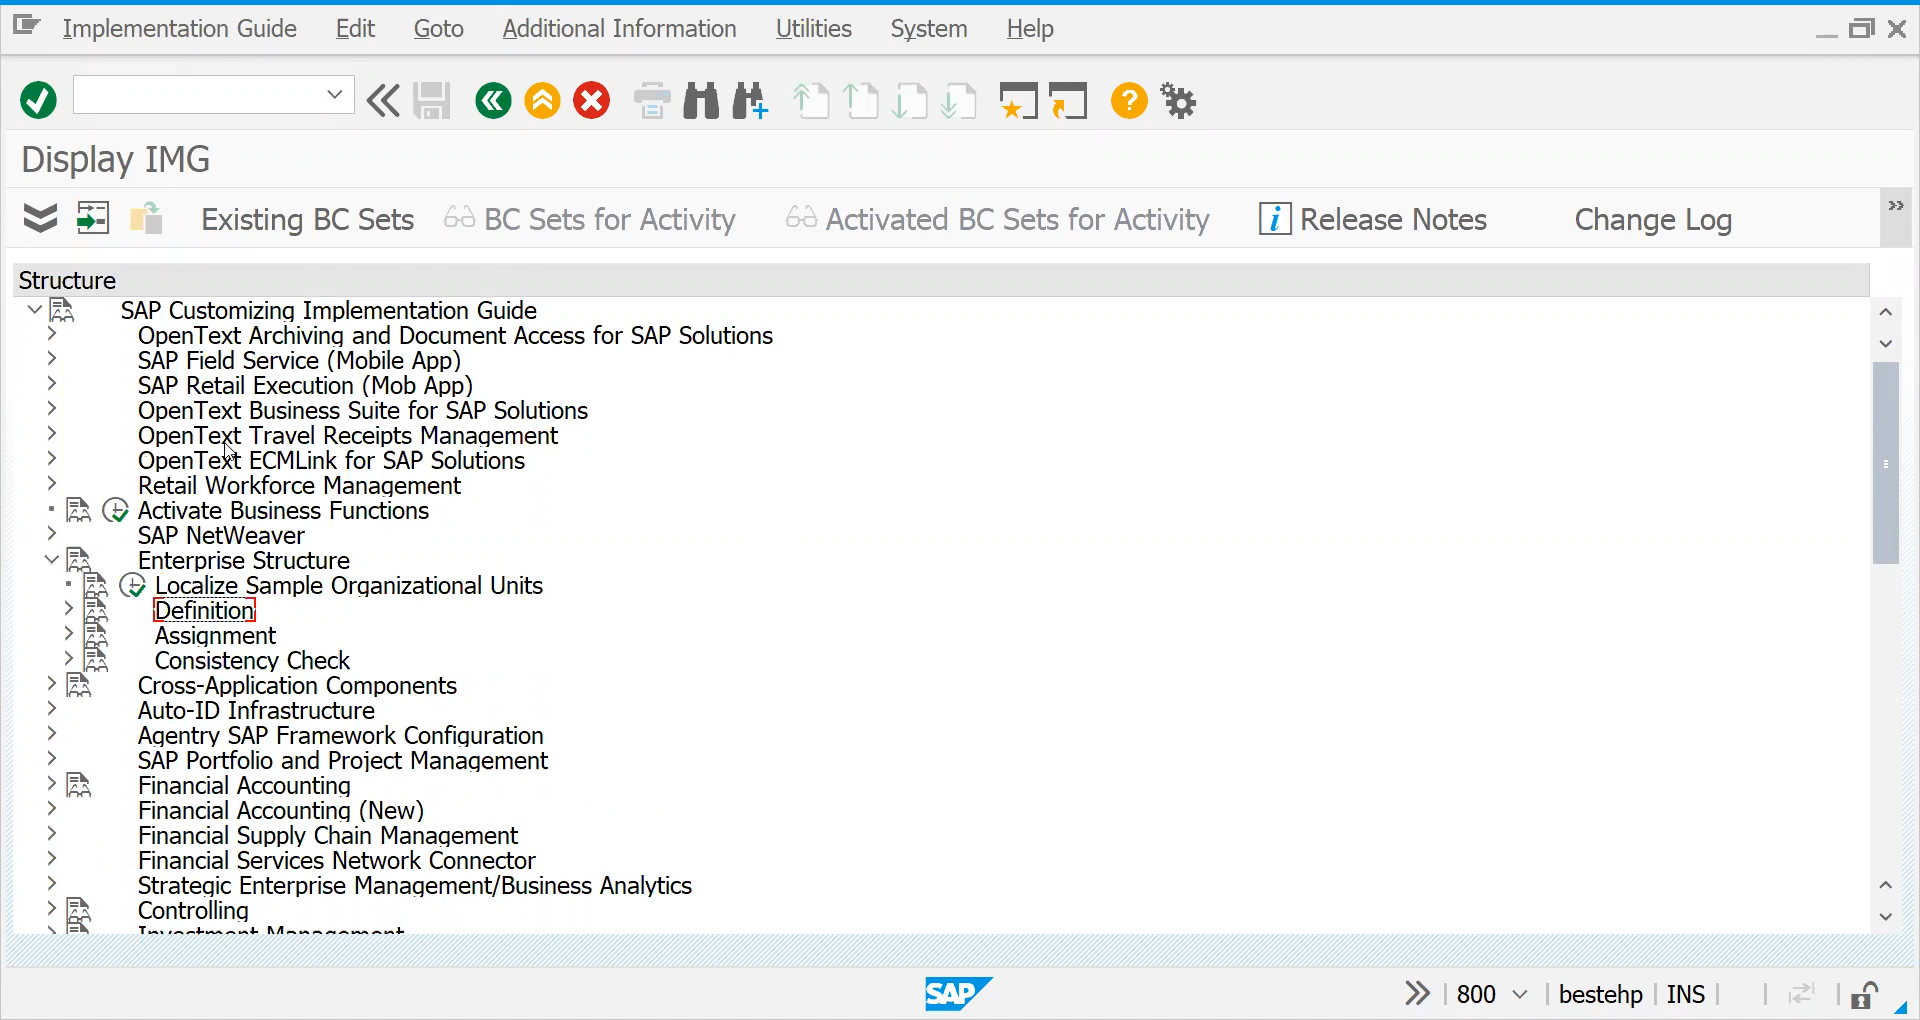 Implementation Guide Edit Goto Additional Information Utilities System Help
Display IMG
Existing BC Sets BC Sets for Activity Activated BC Sets for Activity Release Notes Change Log
Structure
SAP Customizing Implementation Guide
OpenText Archiving and Document Access for SAP Solutions
SAP Field Service (Mobile App)
SAP Retail Execution (Mob App)
OpenText Business Suite for SAP Solutions
OpenText Travel Receipts Management
OpenText ECMLink for SAP Solutions
Retail Workforce Management
Activate Business Functions
SAP NetWeaver
Enterprise Structure
Localize Sample Organizational Units
Definition
Assignment
Consistency Check
Cross-Application Components
Auto-ID Infrastructure
Agentry SAP Framework Configuration
SAP Portfolio and Project Management
Financial Accounting
Financial Accounting (New)
Financial Supply Chain Management
Financial Services Network Connector
Strategic Enterprise Management/Business Analytics
Controlling
Investment Management
SAP 800 bestehp INS